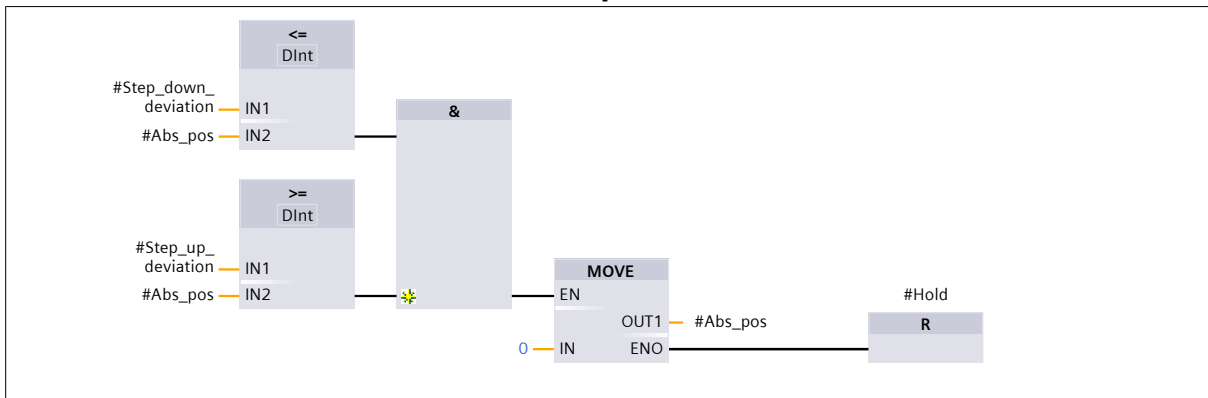 <=
DInt
#Step_down_
deviation
IN1
#Abs_pos
IN2
&
>=
DInt
#Step_up_
deviation
IN1
#Abs_pos
IN2
MOVE
EN
#Hold
OUT1
#Abs_pos
R
0
IN
ENO